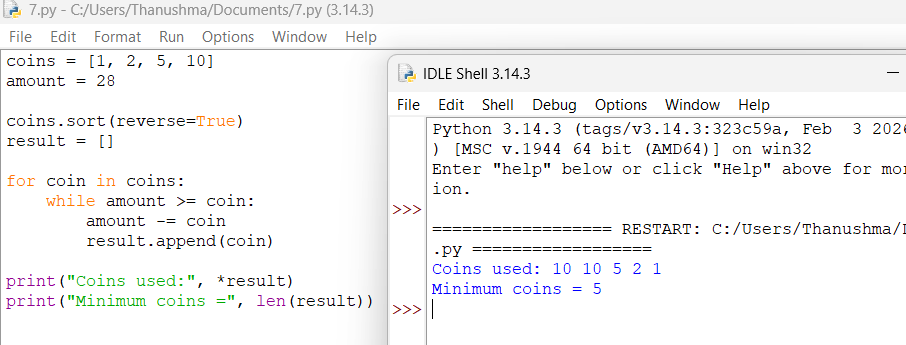 7.py - C:/Users/Thanushma/Documents/7.py (3.14.3)
File Edit Format Run Options Window Help
coins = [1, 2, 5, 10]
amount = 28

coins.sort(reverse=True)
result = []

for coin in coins:
    while amount >= coin:
        amount -= coin
        result.append(coin)

print("Coins used:", *result)
print("Minimum coins =", len(result))
IDLE Shell 3.14.3
File Edit Shell Debug Options Window Help
Python 3.14.3 (tags/v3.14.3:323c59a, Feb  3 202
) [MSC v.1944 64 bit (AMD64)] on win32
Enter "help" below or click "Help" above for mo
ion.
>>>
================== RESTART: C:/Users/Thanushma/
.py ==================
Coins used: 10 10 5 2 1
Minimum coins = 5
>>>